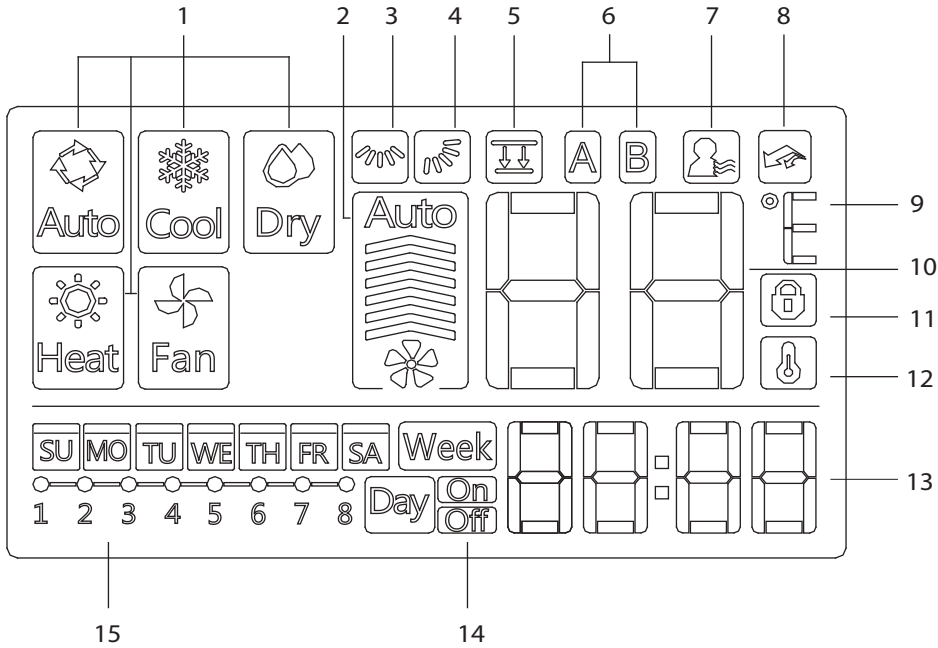 1 2 3 4 5 6 7 8
A B
Auto Cool Dry Auto
9
10
Heat Fan
11
12
SU MO TU WE TH FR SA Week
88:88
13
1 2 3 4 5 6 7 8 Day On
Off
15 14